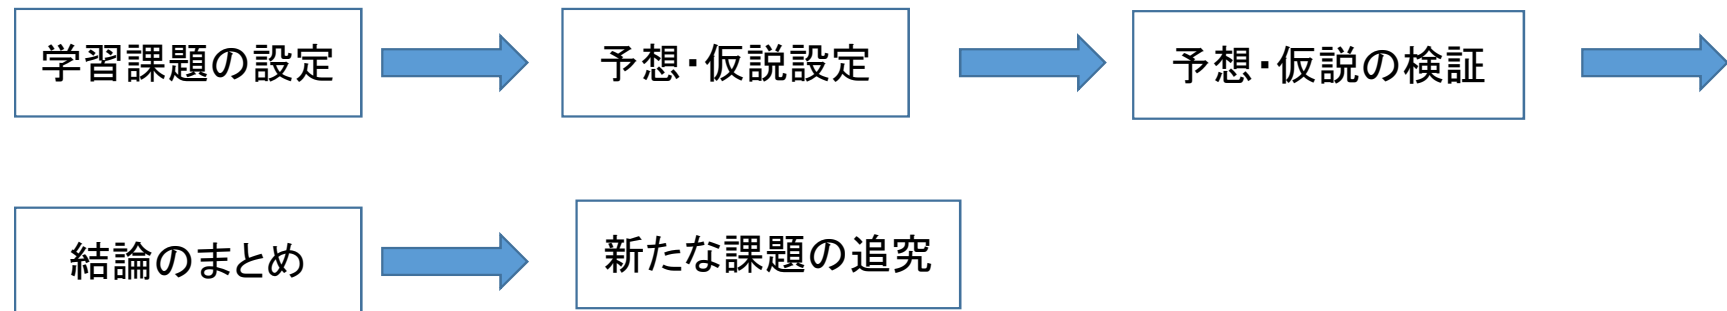 学習課題の設定
予想・仮説設定
予想・仮説の検証
結論のまとめ
新たな課題の追究